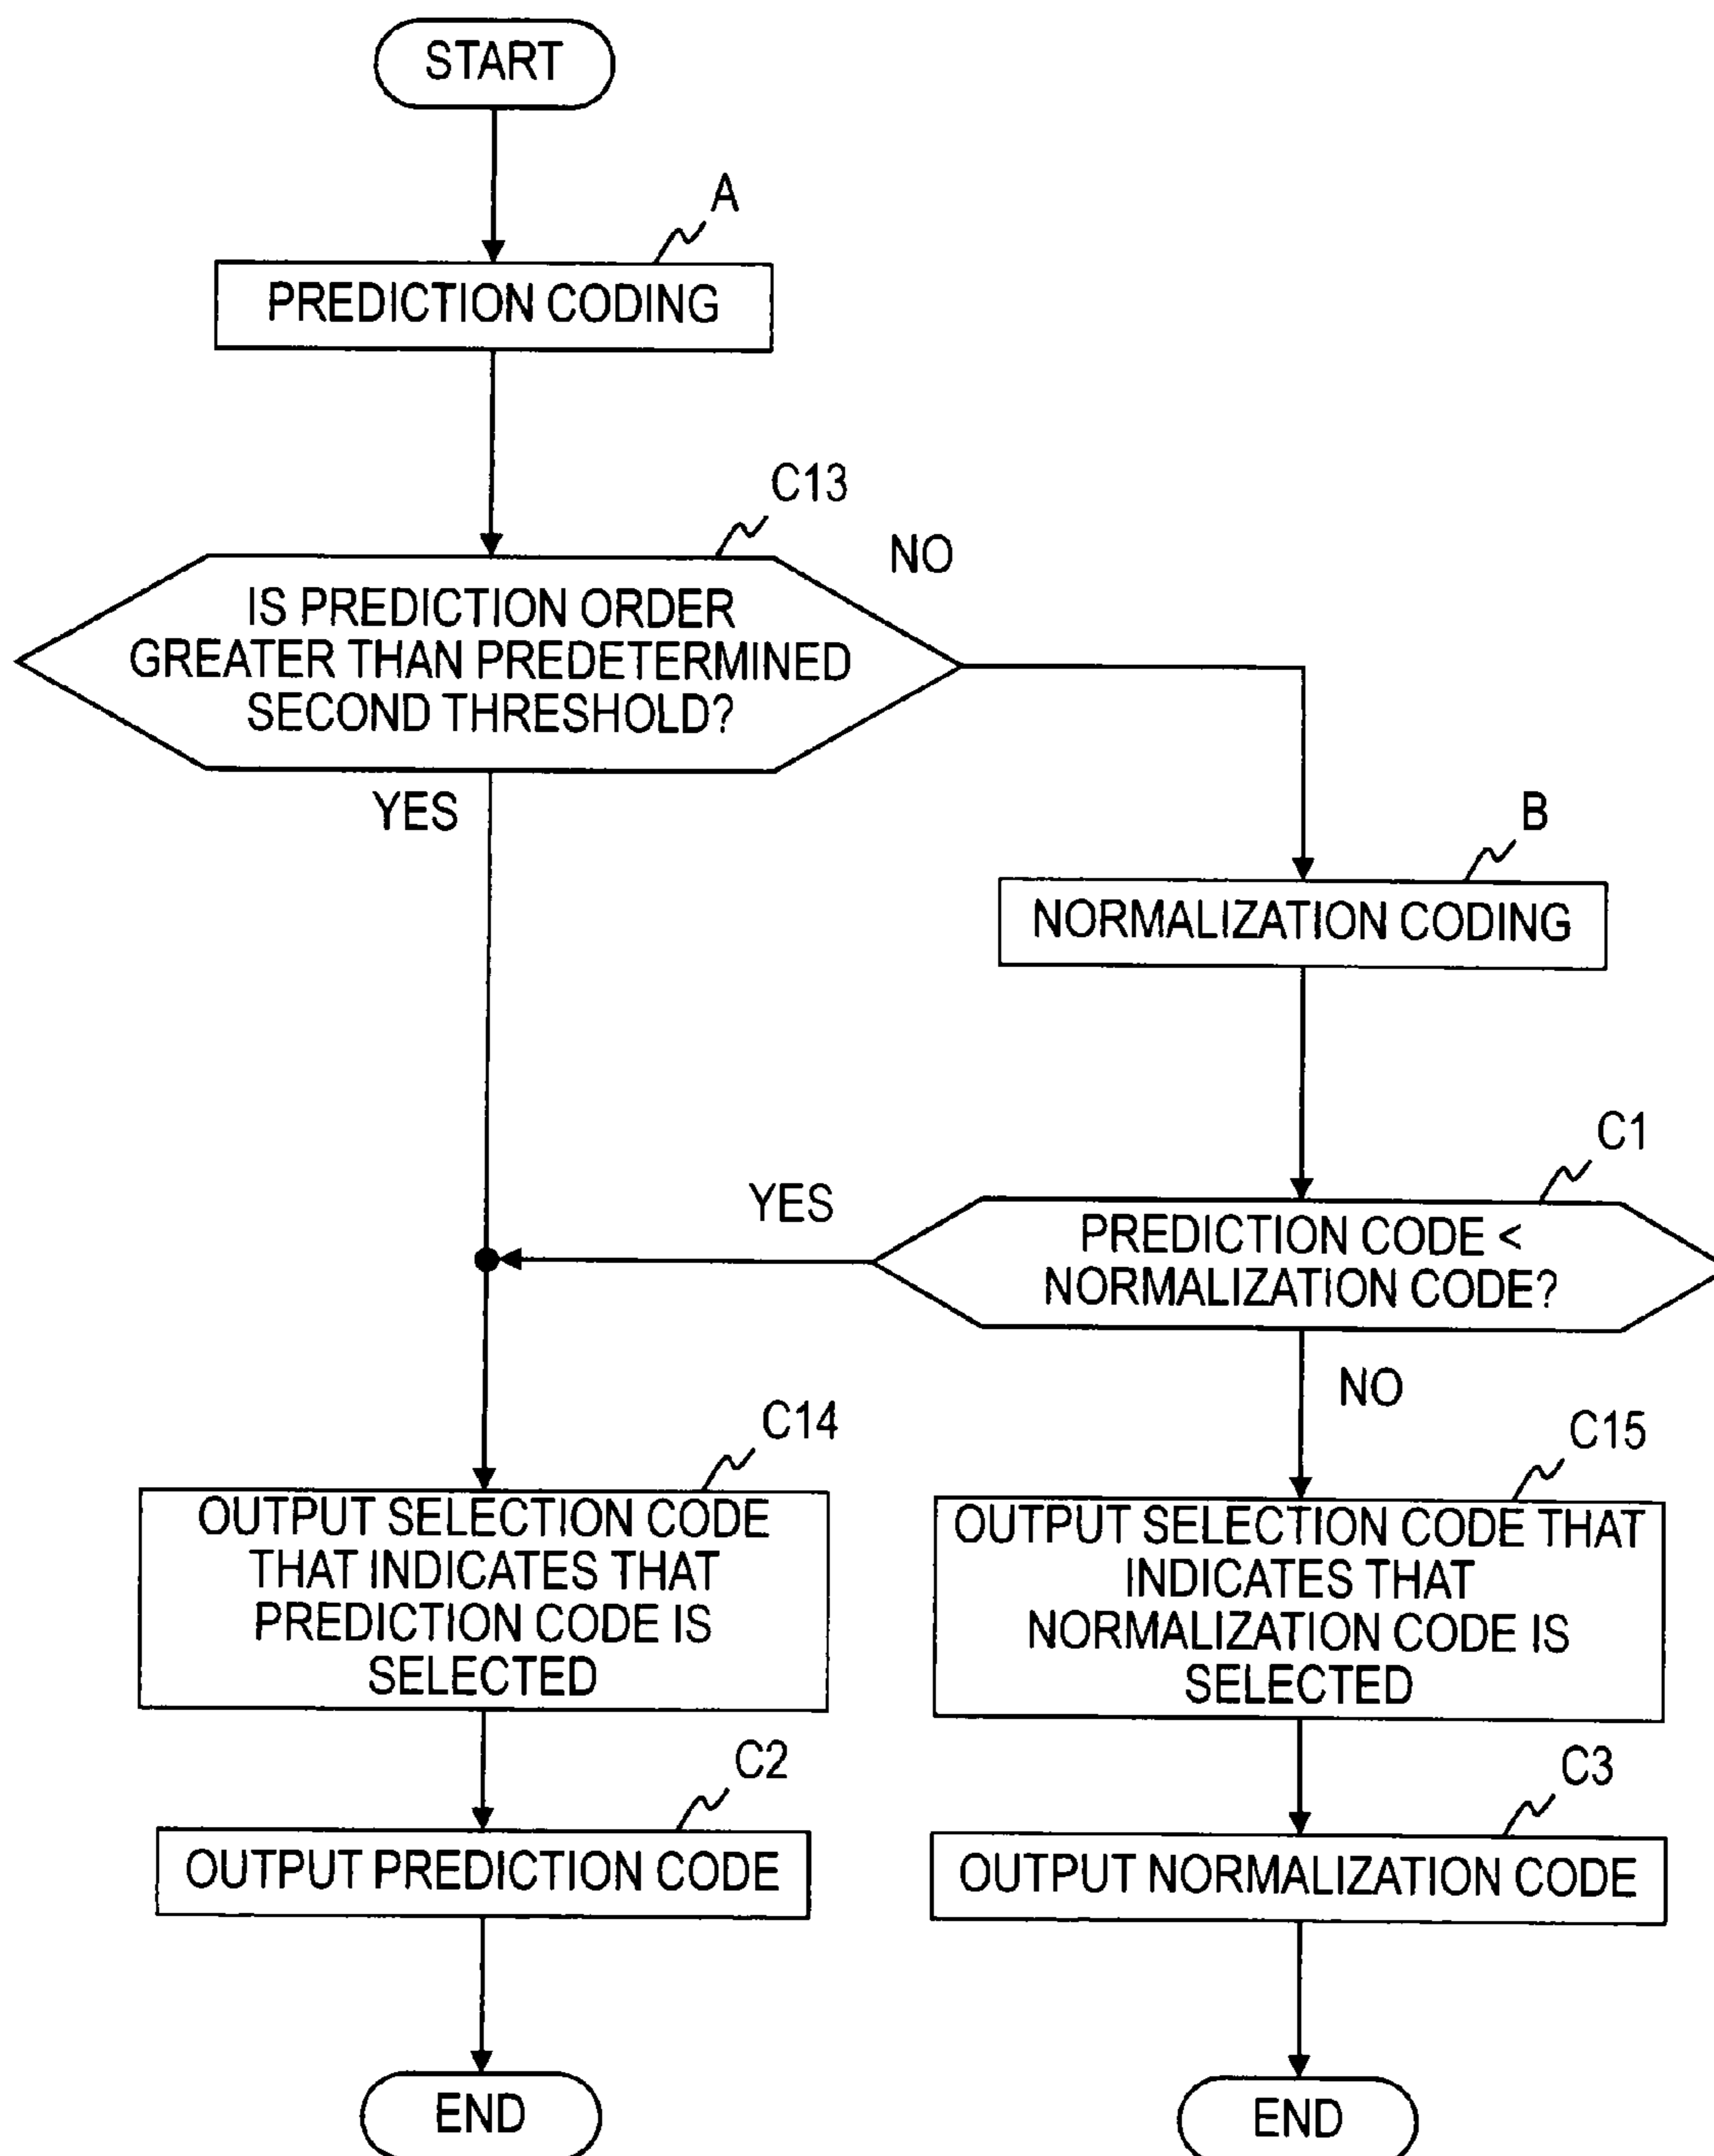 START
A
PREDICTION CODING
C13
NO
IS PREDICTION ORDER
GREATER THAN PREDETERMINED
SECOND THRESHOLD?
YES
B
NORMALIZATION CODING
C1
YES
PREDICTION CODE <
NORMALIZATION CODE?
NO
C14
OUTPUT SELECTION CODE
THAT INDICATES THAT
PREDICTION CODE IS
SELECTED
C15
OUTPUT SELECTION CODE THAT
INDICATES THAT
NORMALIZATION CODE IS
SELECTED
C2
OUTPUT PREDICTION CODE
C3
OUTPUT NORMALIZATION CODE
END
END